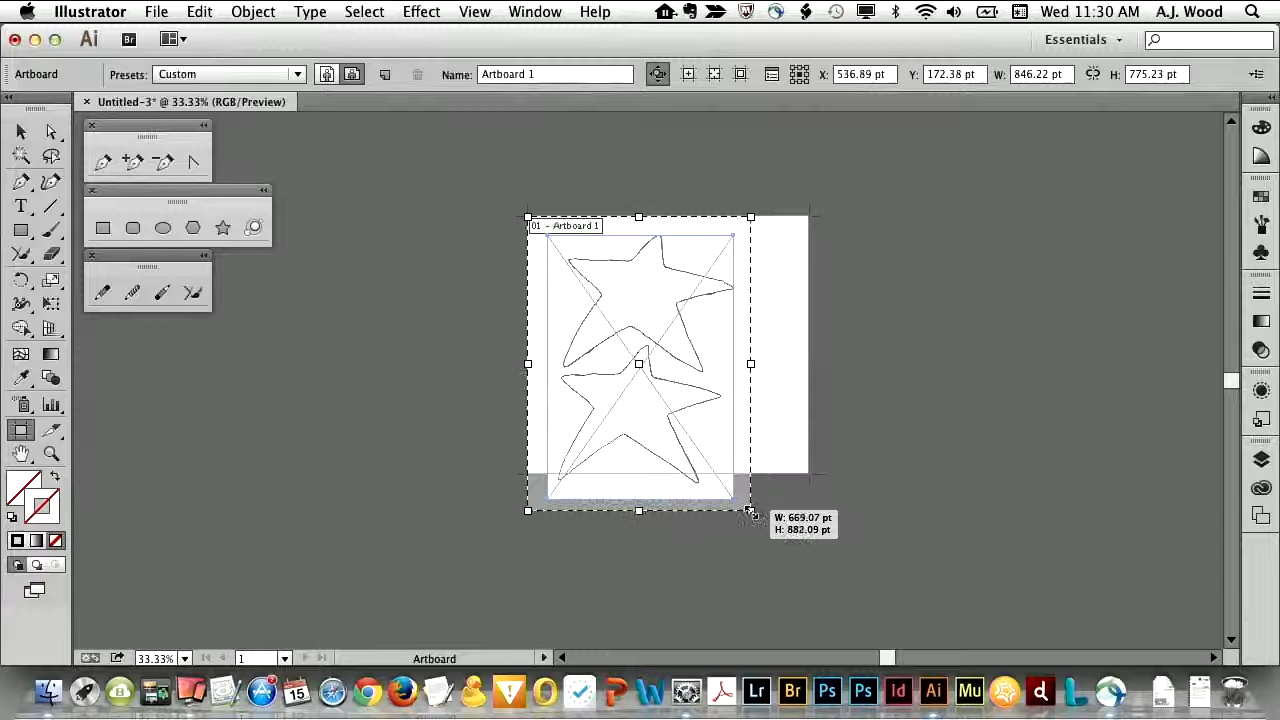 Illustrator File Edit Object Type Select Effect View Window Help Wed 11:30 AM A.J. Wood
Ai Br Essentials
Artboard Presets: Custom Name: Artboard 1 X: 536.89 pt Y: 172.38 pt W: 846.22 pt H: 775.23 pt
Untitled-3* @ 33.33% (RGB/Preview)
01 - Artboard 1
W: 669.07 pt
H: 882.09 pt
33.33% 1 Artboard
15 Lr Br Ps Ps Id Ai Mu